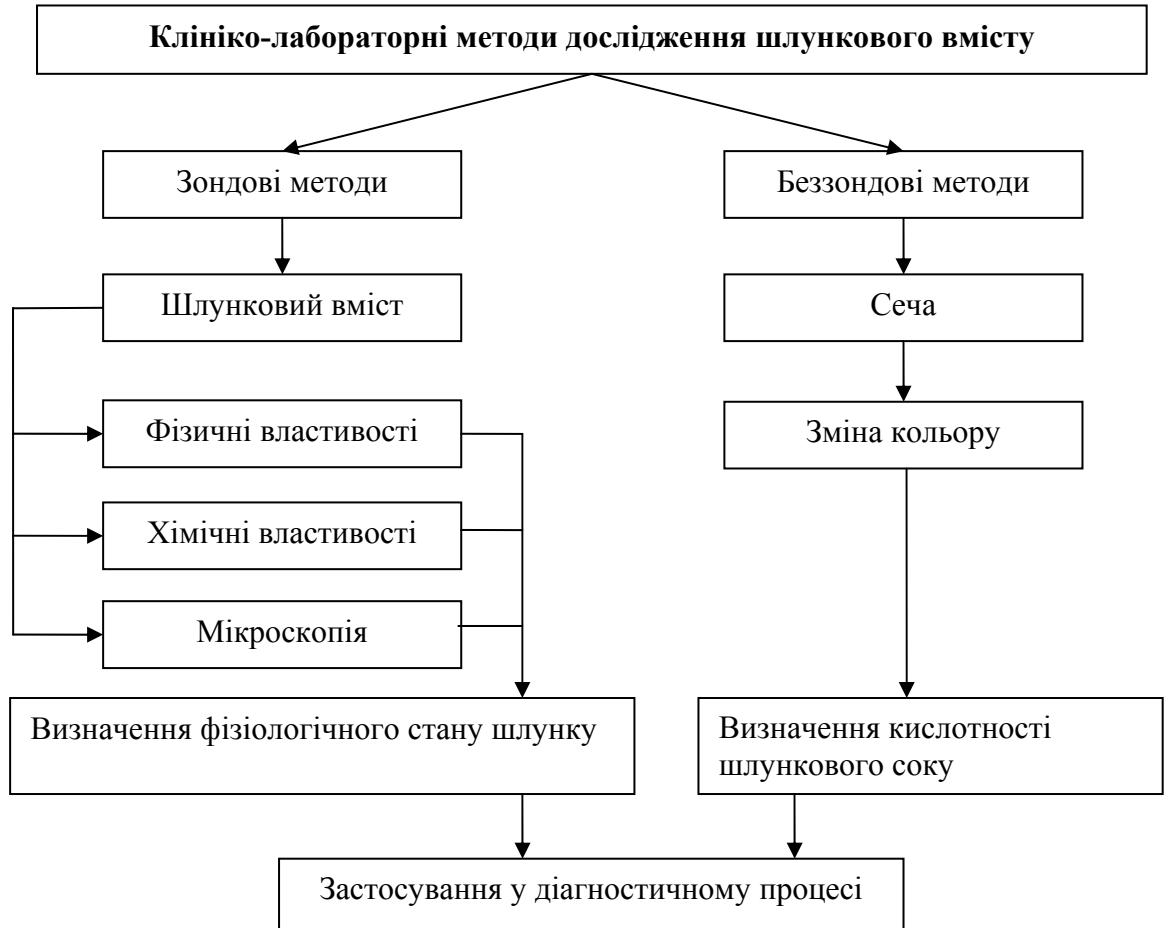 Клініко-лабораторні методи дослідження шлункового вмісту
Зондові методи
Беззондові методи
Шлунковий вміст
Сеча
Фізичні властивості
Зміна кольору
Хімічні властивості
Мікроскопія
Визначення фізіологічного стану шлунку
Визначення кислотності
шлункового соку
Застосування у діагностичному процесі